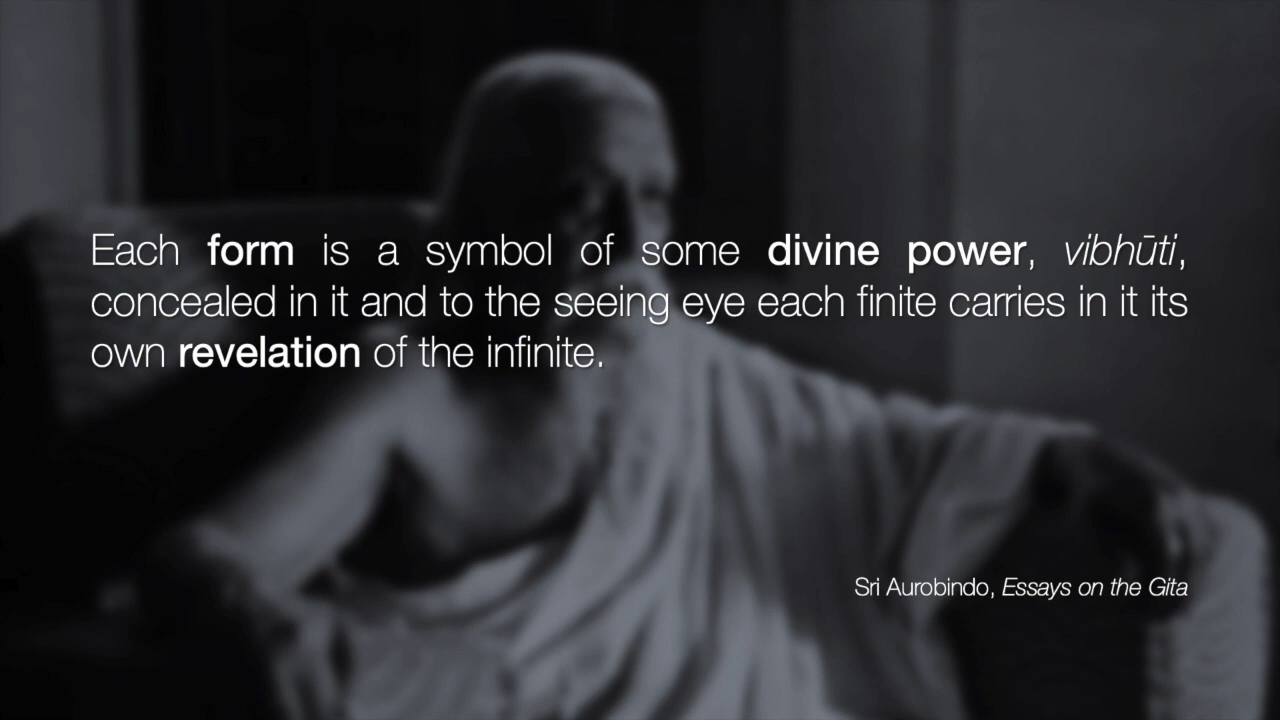 Each form is a symbol of some divine power, vibhūti,
concealed in it and to the seeing eye each finite carries in it its
own revelation of the infinite.
Sri Aurobindo, Essays on the Gita